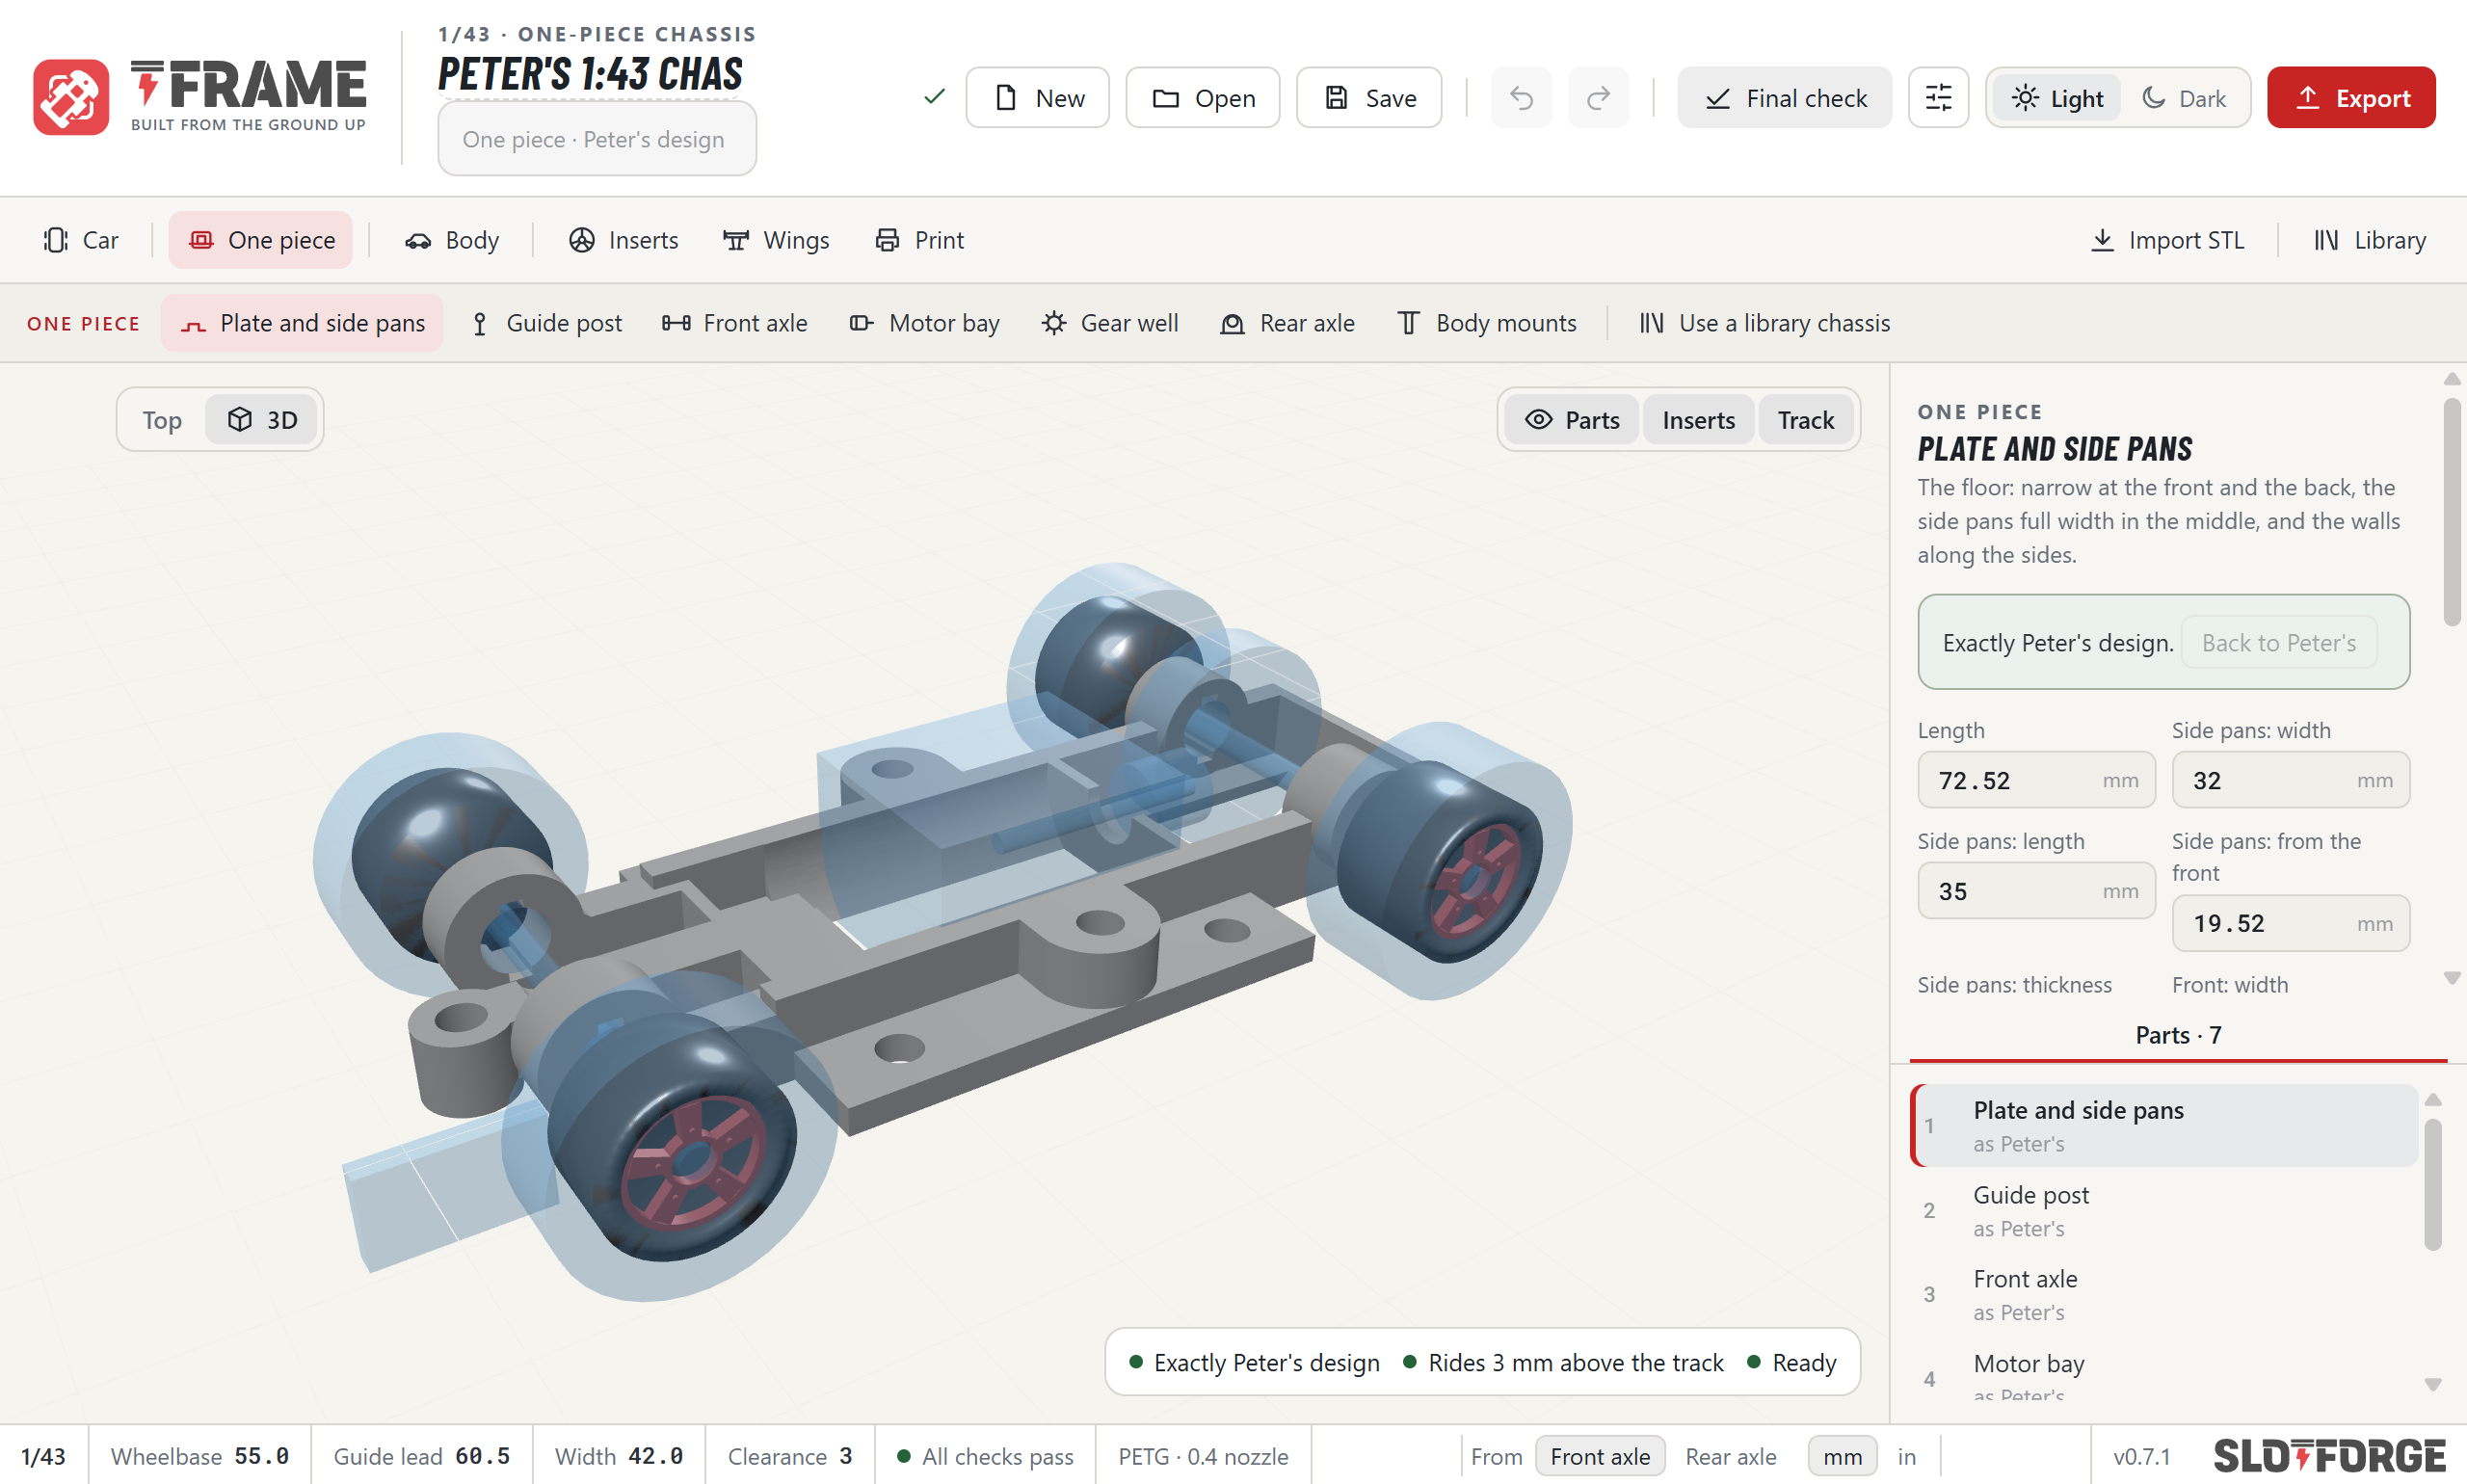 TFRAME
BUILT FROM THE GROUND UP
1/43 · ONE-PIECE CHASSIS
PETER'S 1:43 CHAS
One piece · Peter's design
New
Open
Save
Final check
Light
Dark
Export
Car
One piece
Body
Inserts
Wings
Print
Import STL
Library
ONE PIECE
Plate and side pans
Guide post
Front axle
Motor bay
Gear well
Rear axle
Body mounts
Use a library chassis
Top
3D
Parts
Inserts
Track
ONE PIECE
PLATE AND SIDE PANS
The floor: narrow at the front and the back, the
side pans full width in the middle, and the walls
along the sides.
Exactly Peter's design.
Back to Peter's
Length
72.52 mm
Side pans: width
32 mm
Side pans: length
35 mm
Side pans: from the
front
19.52 mm
Side pans: thickness
Front: width
Parts · 7
1
Plate and side pans
as Peter's
2
Guide post
as Peter's
3
Front axle
as Peter's
4
Motor bay
as Peter's
Exactly Peter's design
Rides 3 mm above the track
Ready
1/43
Wheelbase 55.0
Guide lead 60.5
Width 42.0
Clearance 3
All checks pass
PETG · 0.4 nozzle
From
Front axle
Rear axle
mm
in
v0.7.1
SLOTFORGE